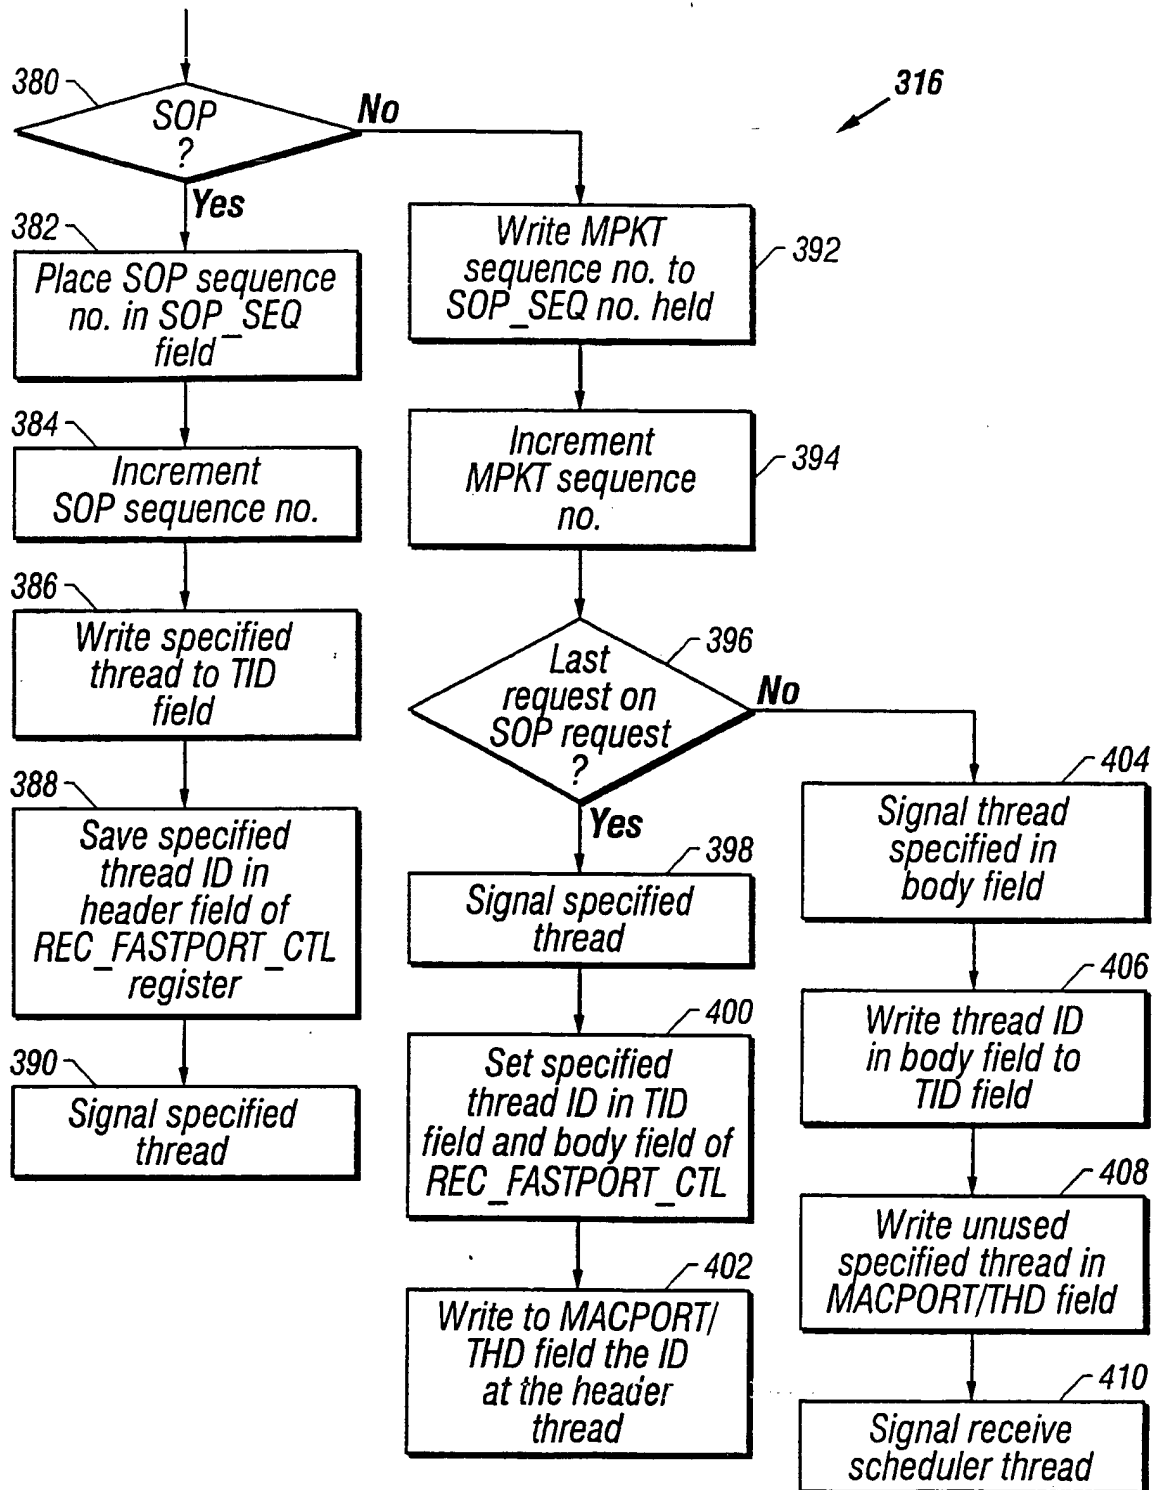 316
380
SOP
?
No
Yes
382
Place SOP sequence
no. in SOP_SEQ
field
384
Increment
SOP sequence no.
386
Write specified
thread to TID
field
388
Save specified
thread ID in
header field of
REC_FASTPORT_CTL
register
390
Signal specified
thread
Write MPKT
sequence no. to
SOP_SEQ no. held
392
Increment
MPKT sequence
no.
394
396
Last
request on
SOP request
?
No
Yes
398
Signal specified
thread
400
Set specified
thread ID in TID
field and body field of
REC_FASTPORT_CTL
402
Write to MACPORT/
THD field the ID
at the header
thread
404
Signal thread
specified in
body field
406
Write thread ID
in body field to
TID field
408
Write unused
specified thread in
MACPORT/THD field
410
Signal receive
scheduler thread